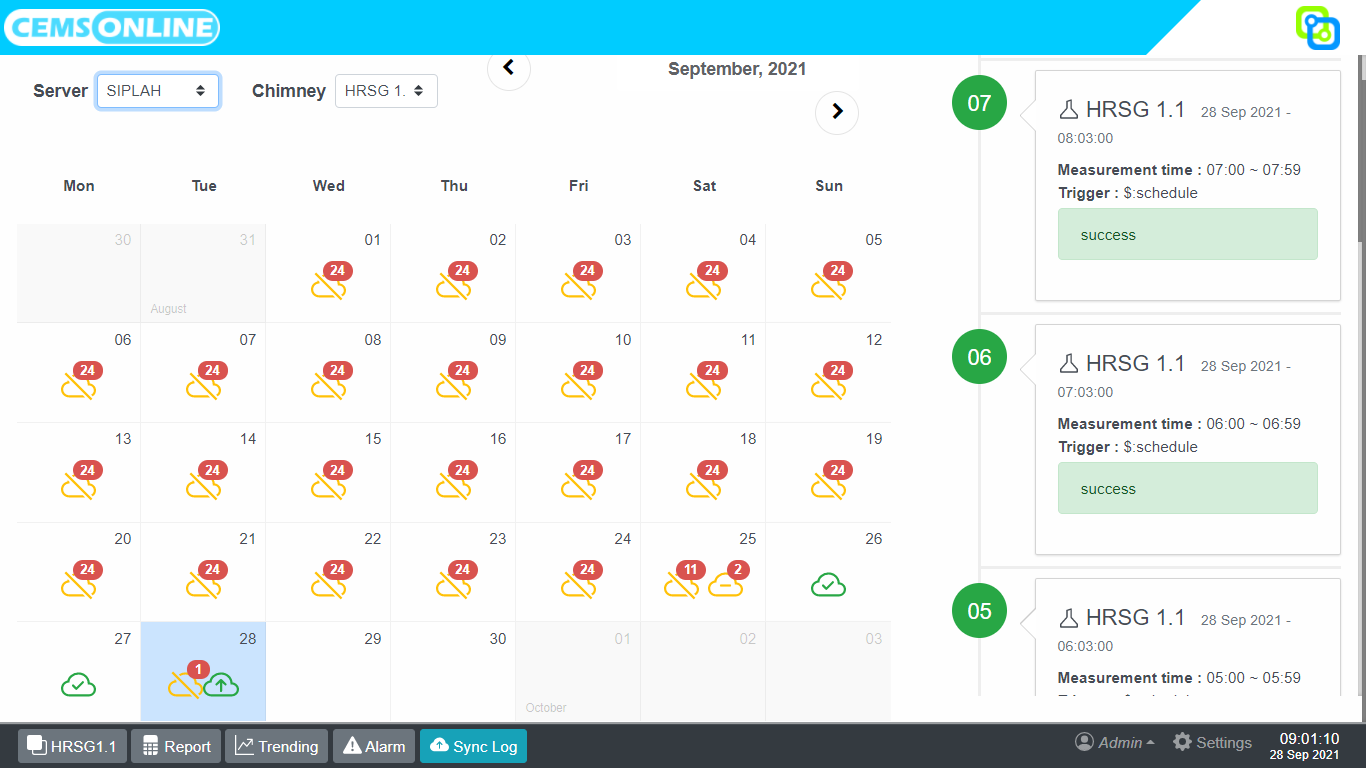 CEMSONLINE
Server SIPLAH Chimney HRSG 1.
September, 2021
Mon Tue Wed Thu Fri Sat Sun
30 31 01 02 03 04 05
24 24 24 24 24
August
06 07 08 09 10 11 12
24 24 24 24 24 24 24
13 14 15 16 17 18 19
24 24 24 24 24 24 24
20 21 22 23 24 25 26
24 24 24 24 24 11 2
27 28 29 30 01 02 03
1
October
07
HRSG 1.1 28 Sep 2021 -
08:03:00
Measurement time : 07:00 ~ 07:59
Trigger : $:schedule
success
06
HRSG 1.1 28 Sep 2021 -
07:03:00
Measurement time : 06:00 ~ 06:59
Trigger : $:schedule
success
05
HRSG 1.1 28 Sep 2021 -
06:03:00
Measurement time : 05:00 ~ 05:59
HRSG1.1 Report Trending Alarm Sync Log Admin Settings 09:01:10
28 Sep 2021